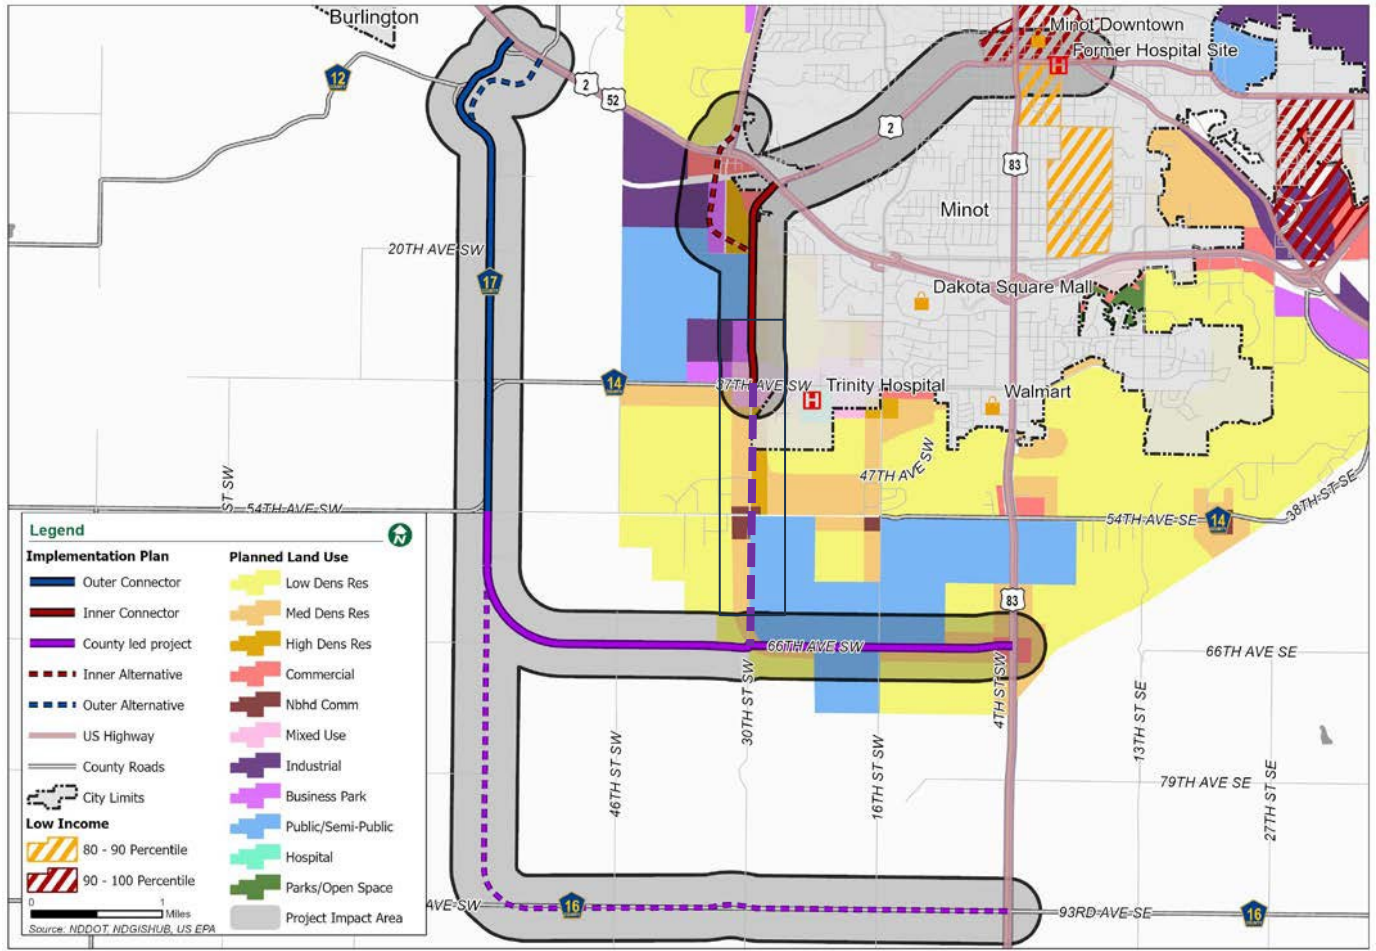 Burlington
Minot Downtown
Former Hospital Site
12
2
52
2
83
Minot
20TH AVE SW
17
Dakota Square Mall
14
37TH AVE SW
Trinity Hospital
Walmart
ST SW
47TH AVE SW
54TH AVE SW
54TH AVE SE
14
38TH ST SE
83
66TH AVE SW
66TH AVE SE
30TH ST SW
4TH ST SW
13TH ST SE
46TH ST SW
16TH ST SW
79TH AVE SE
27TH ST SE
AVE SW
16
93RD AVE SE
16
Legend
N
Implementation Plan
Outer Connector
Inner Connector
County led project
Inner Alternative
Outer Alternative
US Highway
County Roads
City Limits
Low Income
80 - 90 Percentile
90 - 100 Percentile
0 1
Miles
Source: NDDOT, NDGISHUB, US EPA
Planned Land Use
Low Dens Res
Med Dens Res
High Dens Res
Commercial
Nbhd Comm
Mixed Use
Industrial
Business Park
Public/Semi-Public
Hospital
Parks/Open Space
Project Impact Area
H
H